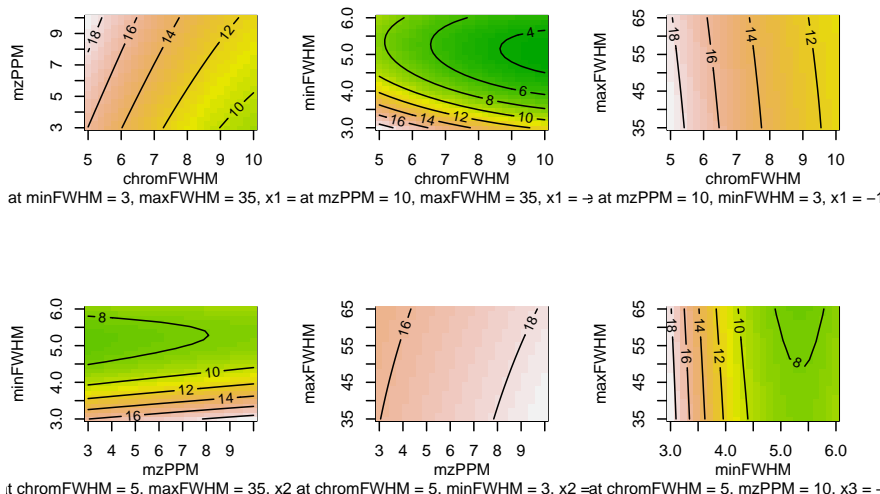 mzPPM
3 5 7 9
18 16 14 12 10
5 6 7 8 9 10
chromFWHM
at minFWHM = 3, maxFWHM = 35, x1 =
minFWHM
3.0 4.0 5.0 6.0
4 6 8 10 12 14 16
5 6 7 8 9 10
chromFWHM
at mzPPM = 10, maxFWHM = 35, x1 =
maxFWHM
35 45 55 65
18 16 14 12
5 6 7 8 9 10
chromFWHM
at mzPPM = 10, minFWHM = 3, x1 = −1
minFWHM
3.0 4.0 5.0 6.0
8 10 12 14 16
3 4 5 6 7 8 9
mzPPM
at chromFWHM = 5, maxFWHM = 35, x2
maxFWHM
35 45 55 65
16 18
3 4 5 6 7 8 9
mzPPM
at chromFWHM = 5, minFWHM = 3, x2 =
maxFWHM
35 45 55 65
18 16 14 12 10 8
3.0 4.0 5.0 6.0
minFWHM
at chromFWHM = 5, mzPPM = 10, x3 = −